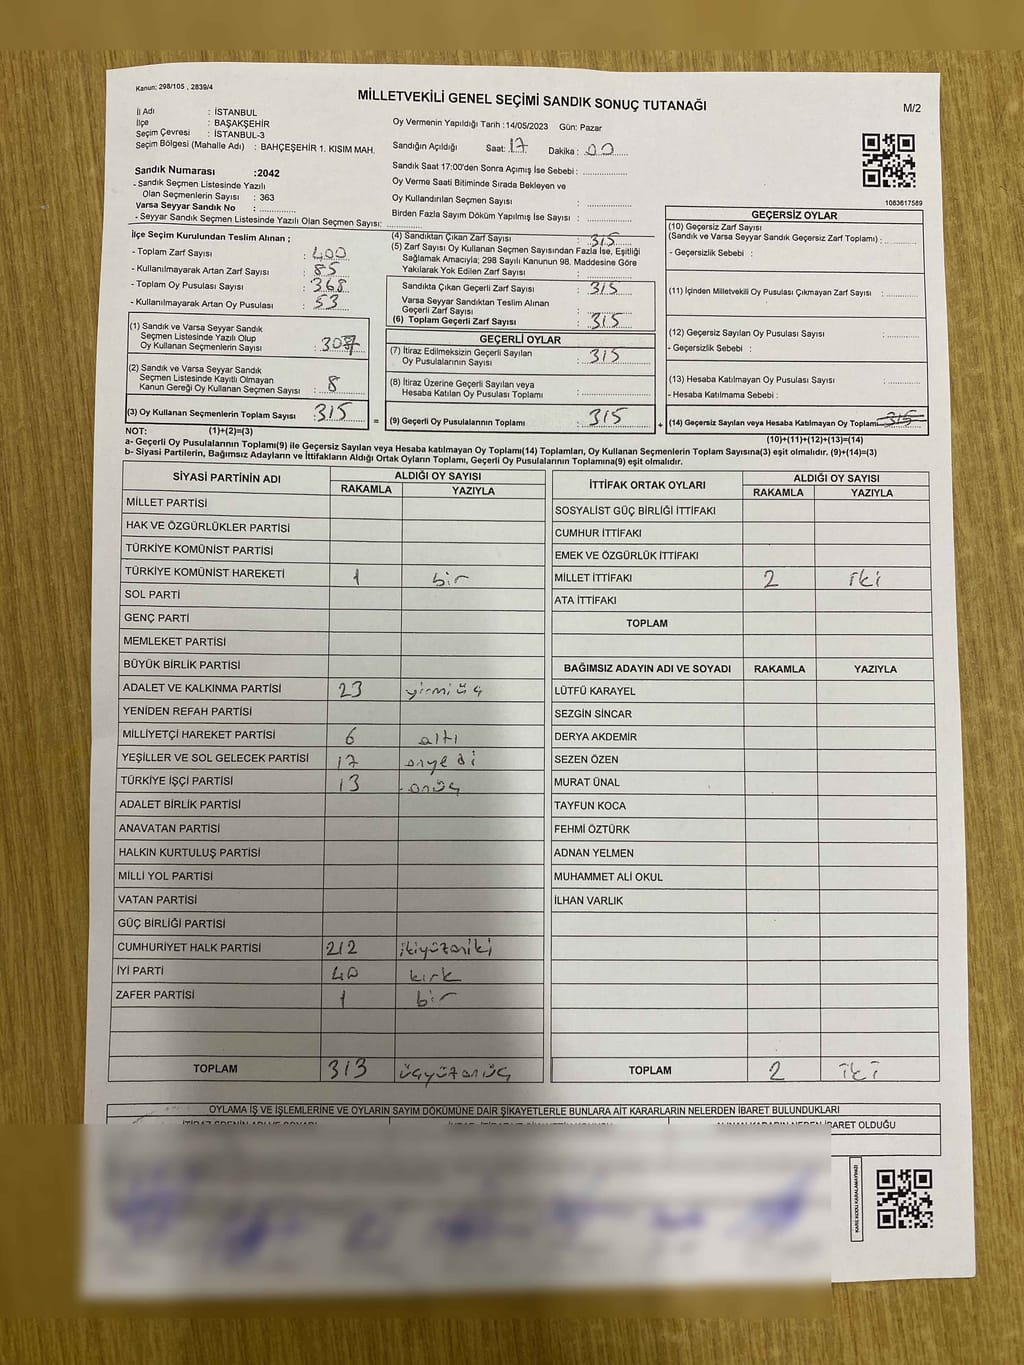 Kanun; 298/105 , 2839/4
MİLLETVEKİLİ GENEL SEÇİMİ SANDIK SONUÇ TUTANAĞI
M/2
İl Adı : İSTANBUL
İlçe : BAŞAKŞEHİR
Seçim Çevresi : İSTANBUL-3
Seçim Bölgesi (Mahalle Adı) : BAHÇEŞEHİR 1. KISIM MAH.
Oy Vermenin Yapıldığı Tarih :14/05/2023 Gün: Pazar
Sandığın Açıldığı Saat: 17 Dakika : 00
Sandık Saat 17:00'den Sonra Açımış İse Sebebi :
Oy Verme Saati Bitiminde Sırada Bekleyen ve
Oy Kullandırılan Seçmen Sayısı :
Birden Fazla Sayım Döküm Yapılmış İse Sayısı :
Sandık Numarası :2042
- Sandık Seçmen Listesinde Yazılı
Olan Seçmenlerin Sayısı : 363
Varsa Seyyar Sandık No :
- Seyyar Sandık Seçmen Listesinde Yazılı Olan Seçmen Sayısı:
1083617589
İlçe Seçim Kurulundan Teslim Alınan ;
- Toplam Zarf Sayısı : 400
- Kullanılmayarak Artan Zarf Sayısı : 85
- Toplam Oy Pusulası Sayısı : 368
- Kullanılmayarak Artan Oy Pusulası : 53
(1) Sandık ve Varsa Seyyar Sandık
Seçmen Listesinde Yazılı Olup
Oy Kullanan Seçmenlerin Sayısı : 307
(2) Sandık ve Varsa Seyyar Sandık
Seçmen Listesinde Kayıtlı Olmayan
Kanun Gereği Oy Kullanan Seçmen Sayısı : 8
(3) Oy Kullanan Seçmenlerin Toplam Sayısı : 315
(4) Sandıktan Çıkan Zarf Sayısı : 315
(5) Zarf Sayısı Oy Kullanan Seçmen Sayısından Fazla İse, Eşitliği
Sağlamak Amacıyla; 298 Sayılı Kanunun 98. Maddesine Göre
Yakılarak Yok Edilen Zarf Sayısı :
Sandıkta Çıkan Geçerli Zarf Sayısı : 315
Varsa Seyyar Sandıktan Teslim Alınan
Geçerli Zarf Sayısı :
(6) Toplam Geçerli Zarf Sayısı : 315
GEÇERLİ OYLAR
(7) İtiraz Edilmeksizin Geçerli Sayılan
Oy Pusulalarının Sayısı : 315
(8) İtiraz Üzerine Geçerli Sayılan veya
Hesaba Katılan Oy Pusulası Toplamı :
= (9) Geçerli Oy Pusulalarının Toplamı : 315
GEÇERSİZ OYLAR
(10) Geçersiz Zarf Sayısı
(Sandık ve Varsa Seyyar Sandık Geçersiz Zarf Toplamı) :
- Geçersizlik Sebebi :
(11) İçinden Milletvekili Oy Pusulası Çıkmayan Zarf Sayısı :
(12) Geçersiz Sayılan Oy Pusulası Sayısı :
- Geçersizlik Sebebi :
(13) Hesaba Katılmayan Oy Pusulası Sayısı :
- Hesaba Katılmama Sebebi :
+ (14) Geçersiz Sayılan veya Hesaba Katılmayan Oy Toplamı 315
NOT: (1)+(2)=(3)
(10)+(11)+(12)+(13)=(14)
a- Geçerli Oy Pusulalarının Toplamı(9) ile Geçersiz Sayılan veya Hesaba katılmayan Oy Toplamı(14) Toplamları, Oy Kullanan Seçmenlerin Toplam Sayısına(3) eşit olmalıdır. (9)+(14)=(3)
b- Siyasi Partilerin, Bağımsız Adayların ve İttifakların Aldığı Ortak Oyların Toplamı, Geçerli Oy Pusulalarının Toplamına(9) eşit olmalıdır.
SİYASİ PARTİNİN ADI ALDIĞI OY SAYISI
RAKAMLA YAZIYLA
MİLLET PARTİSİ
HAK VE ÖZGÜRLÜKLER PARTİSİ
TÜRKİYE KOMÜNİST PARTİSİ
TÜRKİYE KOMÜNİST HAREKETİ 1 bir
SOL PARTİ
GENÇ PARTİ
MEMLEKET PARTİSİ
BÜYÜK BİRLİK PARTİSİ
ADALET VE KALKINMA PARTİSİ 23 yirmiüç
YENİDEN REFAH PARTİSİ
MİLLİYETÇİ HAREKET PARTİSİ 6 altı
YEŞİLLER VE SOL GELECEK PARTİSİ 17 onyedi
TÜRKİYE İŞÇİ PARTİSİ 13 onüç
ADALET BİRLİK PARTİSİ
ANAVATAN PARTİSİ
HALKIN KURTULUŞ PARTİSİ
MİLLİ YOL PARTİSİ
VATAN PARTİSİ
GÜÇ BİRLİĞİ PARTİSİ
CUMHURİYET HALK PARTİSİ 212 ikiyüzoniki
İYİ PARTİ 40 kırk
ZAFER PARTİSİ 1 bir
TOPLAM 313 üçyüzonüç
İTTİFAK ORTAK OYLARI ALDIĞI OY SAYISI
RAKAMLA YAZIYLA
SOSYALİST GÜÇ BİRLİĞİ İTTİFAKI
CUMHUR İTTİFAKI
EMEK VE ÖZGÜRLÜK İTTİFAKI
MİLLET İTTİFAKI 2 iki
ATA İTTİFAKI
TOPLAM
BAĞIMSIZ ADAYIN ADI VE SOYADI RAKAMLA YAZIYLA
LÜTFÜ KARAYEL
SEZGİN SİNCAR
DERYA AKDEMİR
SEZEN ÖZEN
MURAT ÜNAL
TAYFUN KOCA
FEHMİ ÖZTÜRK
ADNAN YELMEN
MUHAMMET ALİ OKUL
İLHAN VARLIK
TOPLAM 2 iki
OYLAMA İŞ VE İŞLEMLERİNE VE OYLARIN SAYIM DÖKÜMÜNE DAİR ŞİKAYETLERLE BUNLARA AİT KARARLARIN NELERDEN İBARET BULUNDUKLARI
İBARET OLDUĞU
KARE KODU KARALAMAYINIZ!